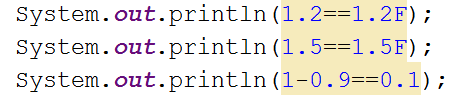 System.out.println(1.2==1.2F);
System.out.println(1.5==1.5F);
System.out.println(1-0.9==0.1);